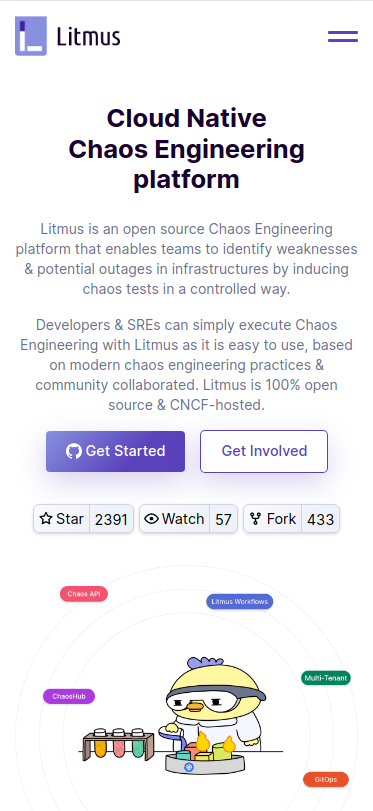 Litmus
Cloud Native
Chaos Engineering
platform
Litmus is an open source Chaos Engineering
platform that enables teams to identify weaknesses
& potential outages in infrastructures by inducing
chaos tests in a controlled way.
Developers & SREs can simply execute Chaos
Engineering with Litmus as it is easy to use, based
on modern chaos engineering practices &
community collaborated. Litmus is 100% open
source & CNCF-hosted.
Get Started
Get Involved
Star 2391
Watch 57
Fork 433
Chaos API
Litmus Workflows
Multi-Tenant
ChaosHub
GitOps